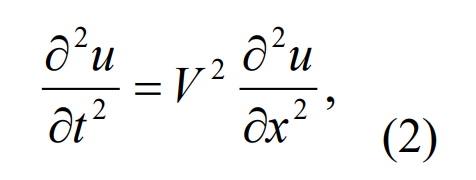 ∂²u/∂t² = V² ∂²u/∂x², (2)